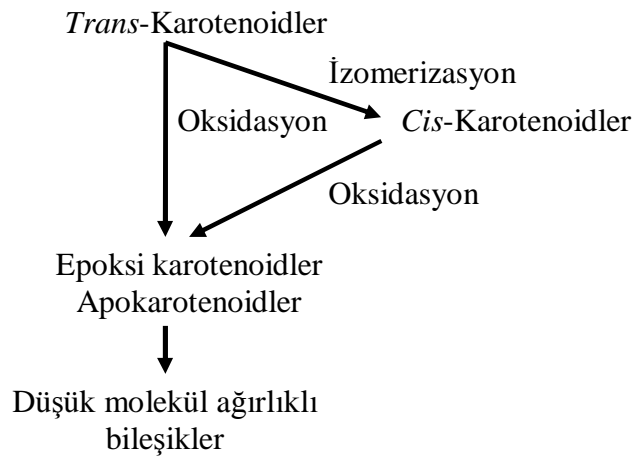 Trans-Karotenoidler
İzomerizasyon
Oksidasyon
Cis-Karotenoidler
Oksidasyon
Epoksi karotenoidler
Apokarotenoidler
Düşük molekül ağırlıklı
bileşikler